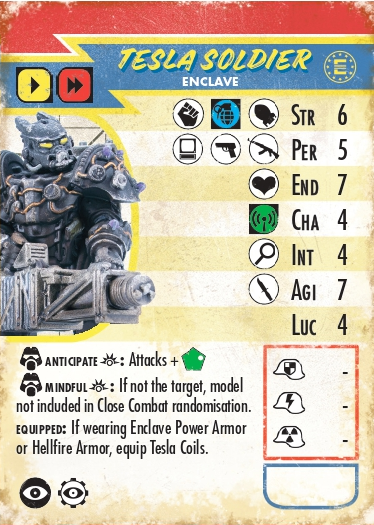 TESLA SOLDIER
ENCLAVE
E
STR 6
PER 5
END 7
CHA 4
INT 4
AGI 7
LUC 4
ANTICIPATE : Attacks +
MINDFUL : If not the target, model
not included in Close Combat randomisation.
EQUIPPED: If wearing Enclave Power Armor
or Hellfire Armor, equip Tesla Coils.
-
-
-